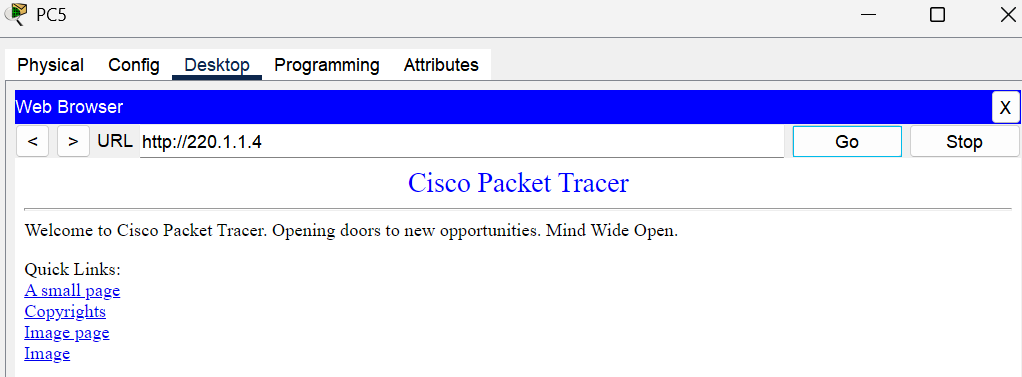 PC5
Physical Config Desktop Programming Attributes
Web Browser X
< > URL http://220.1.1.4 Go Stop
Cisco Packet Tracer
Welcome to Cisco Packet Tracer. Opening doors to new opportunities. Mind Wide Open.
Quick Links:
A small page
Copyrights
Image page
Image